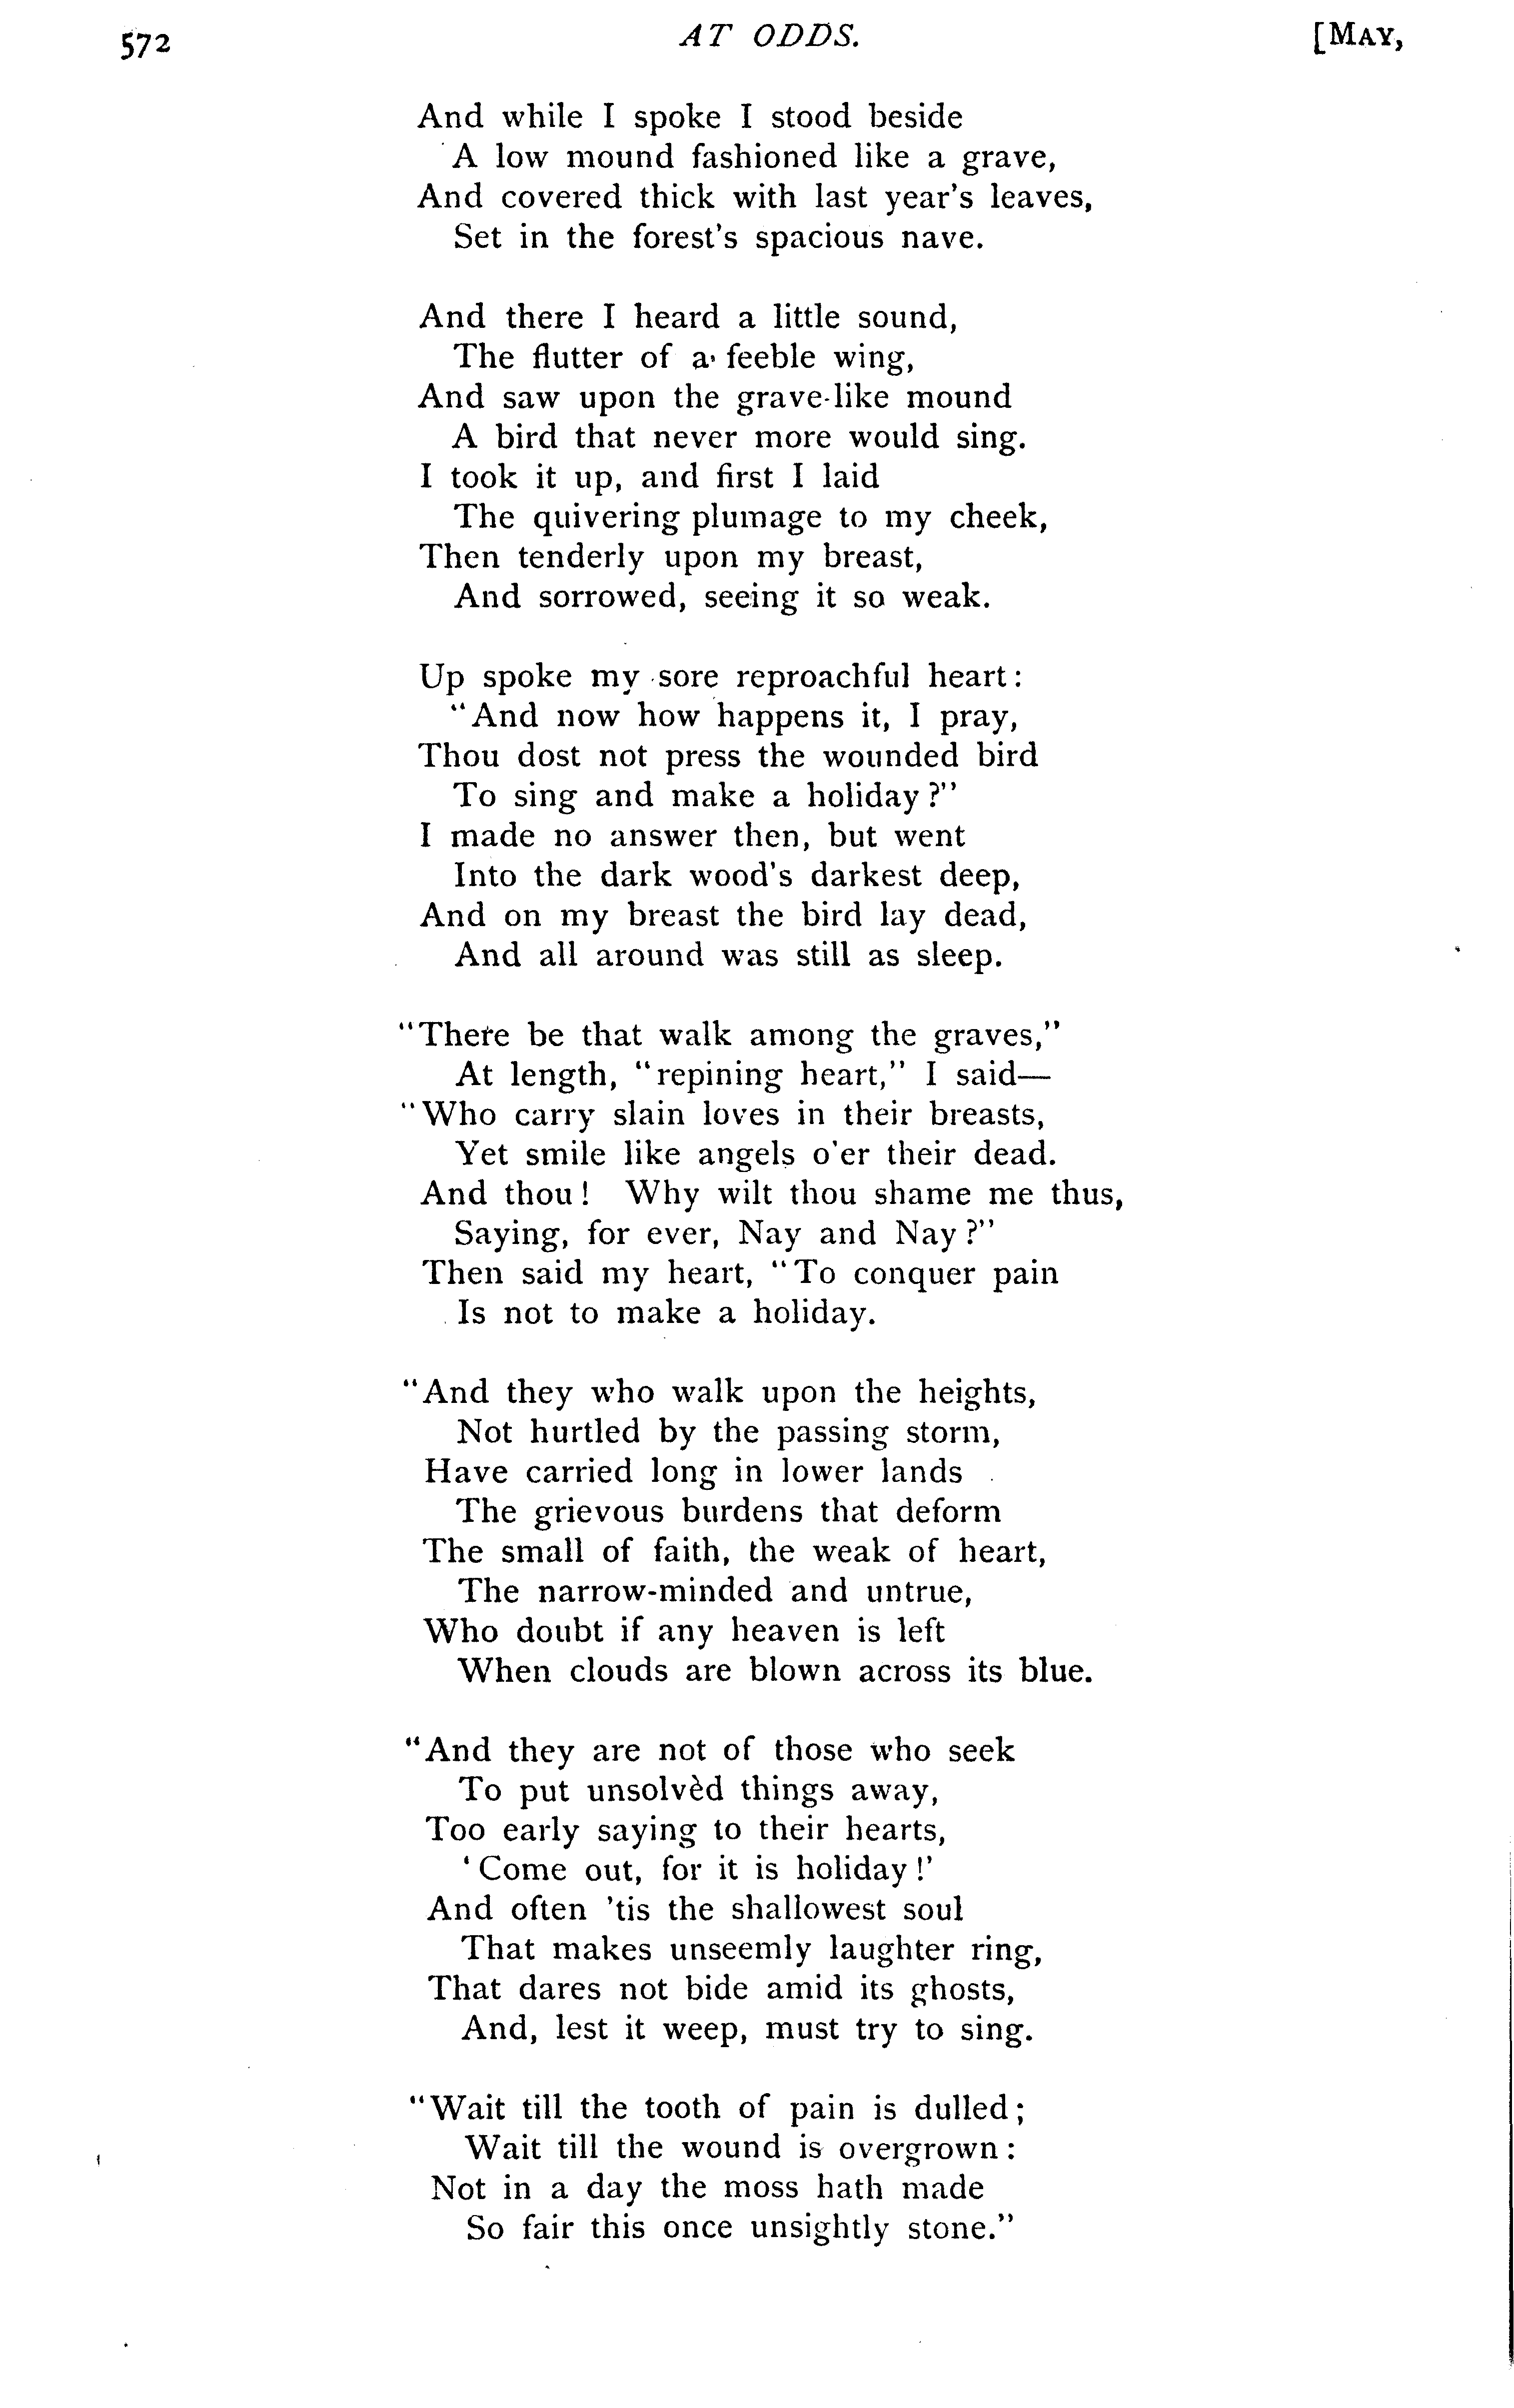 572 AT ODDS. [MAY,
And while I spoke I stood beside
A low mound fashioned like a grave,
And covered thick with last year's leaves,
Set in the forest's spacious nave.
And there I heard a little sound,
The flutter of a feeble wing,
And saw upon the grave-like mound
A bird that never more would sing.
I took it up, and first I laid
The quivering plumage to my cheek,
Then tenderly upon my breast,
And sorrowed, seeing it so weak.
Up spoke my sore reproachful heart:
"And now how happens it, I pray,
Thou dost not press the wounded bird
To sing and make a holiday?"
I made no answer then, but went
Into the dark wood's darkest deep,
And on my breast the bird lay dead,
And all around was still as sleep.
"There be that walk among the graves,"
At length, "repining heart," I said—
"Who carry slain loves in their breasts,
Yet smile like angels o'er their dead.
And thou! Why wilt thou shame me thus,
Saying, for ever, Nay and Nay?"
Then said my heart, "To conquer pain
Is not to make a holiday.
"And they who walk upon the heights,
Not hurtled by the passing storm,
Have carried long in lower lands
The grievous burdens that deform
The small of faith, the weak of heart,
The narrow-minded and untrue,
Who doubt if any heaven is left
When clouds are blown across its blue.
"And they are not of those who seek
To put unsolvèd things away,
Too early saying to their hearts,
'Come out, for it is holiday!'
And often 'tis the shallowest soul
That makes unseemly laughter ring,
That dares not bide amid its ghosts,
And, lest it weep, must try to sing.
"Wait till the tooth of pain is dulled;
Wait till the wound is overgrown:
Not in a day the moss hath made
So fair this once unsightly stone."